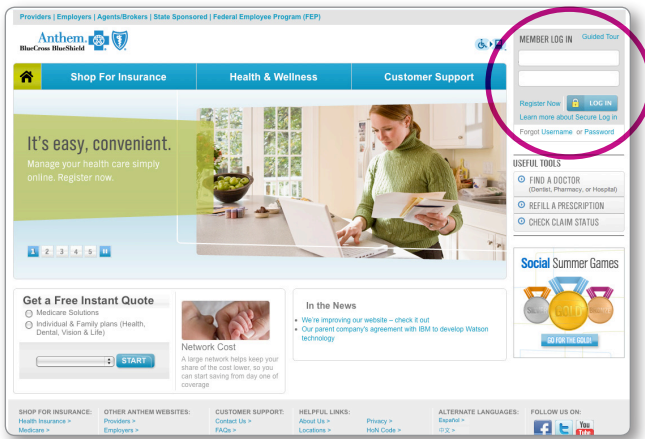 Providers | Employers | Agents/Brokers | State Sponsored | Federal Employee Program (FEP)
Anthem.
BlueCross BlueShield
MEMBER LOG IN
Guided Tour
Shop For Insurance
Health & Wellness
Customer Support
Register Now
LOG IN
Learn more about Secure Log in
Forgot Username or Password
It's easy, convenient.
Manage your health care simply
online. Register now.
1 2 3 4 5
USEFUL TOOLS
FIND A DOCTOR
(Dentist, Pharmacy, or Hospital)
REFILL A PRESCRIPTION
CHECK CLAIM STATUS
Social Summer Games
SILVER GOLD
GO FOR THE GOLD!
Get a Free Instant Quote
Medicare Solutions
Individual & Family plans (Health,
Dental, Vision & Life)
START
Network Cost
A large network helps keep your
share of the cost lower, so you
can start saving from day one of
coverage
In the News
We're improving our website – check it out
Our parent company's agreement with IBM to develop Watson
technology
SHOP FOR INSURANCE:
Health Insurance >
Medicare >
OTHER ANTHEM WEBSITES:
Providers >
Employers >
CUSTOMER SUPPORT:
Contact Us >
FAQs >
HELPFUL LINKS:
About Us >
Locations >
Privacy >
HoN Code >
ALTERNATE LANGUAGES:
Español >
中文 >
FOLLOW US ON:
f
t
You
Tube